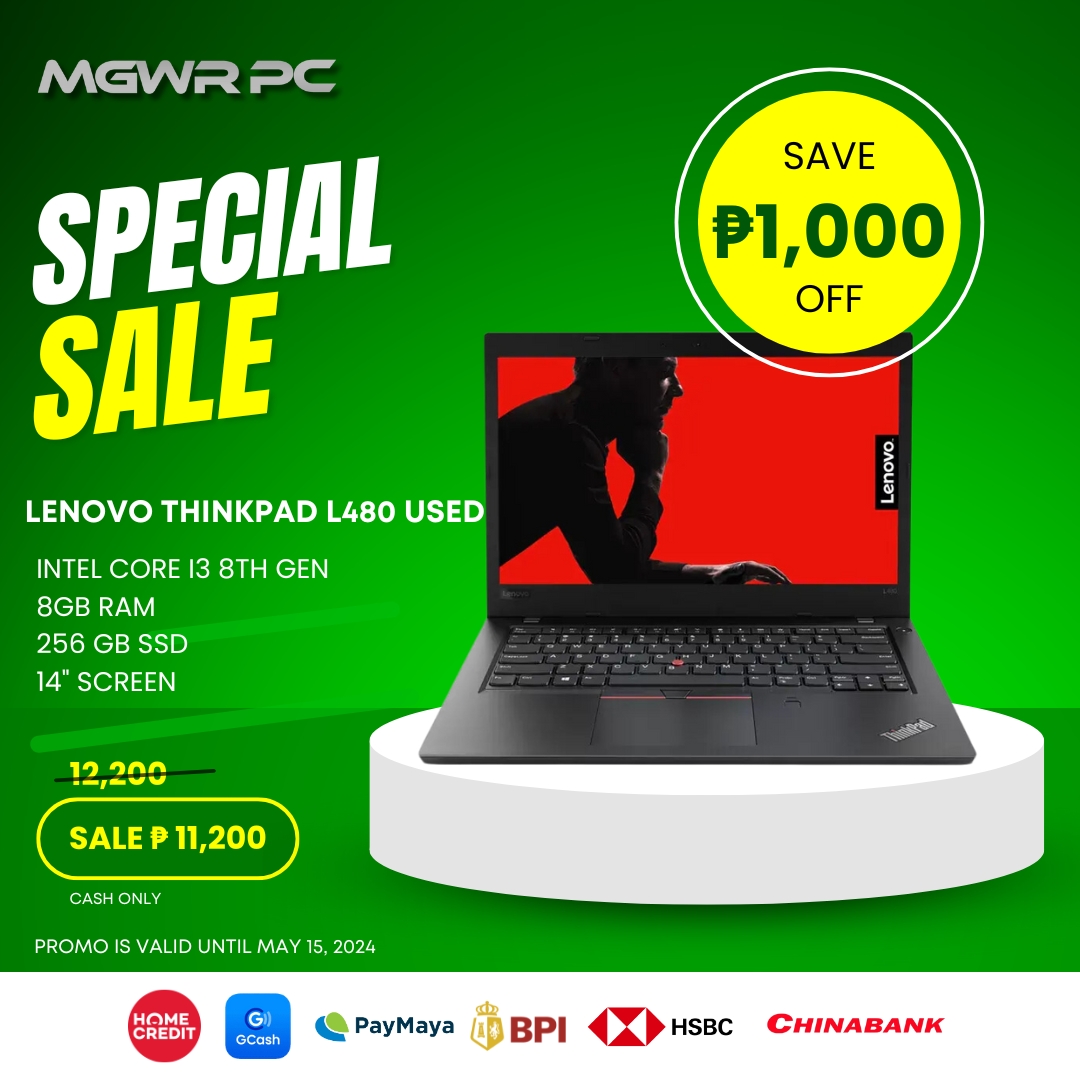 MGWR PC
SPECIAL
SALE
SAVE
₱1,000
OFF
Lenovo.
LENOVO THINKPAD L480 USED
INTEL CORE I3 8TH GEN
8GB RAM
256 GB SSD
14" SCREEN
Lenovo
L480
ThinkPad
12,200
SALE ₱ 11,200
CASH ONLY
PROMO IS VALID UNTIL MAY 15, 2024
HOME
CREDIT
G
GCash
PayMaya
BPI
HSBC
CHINABANK